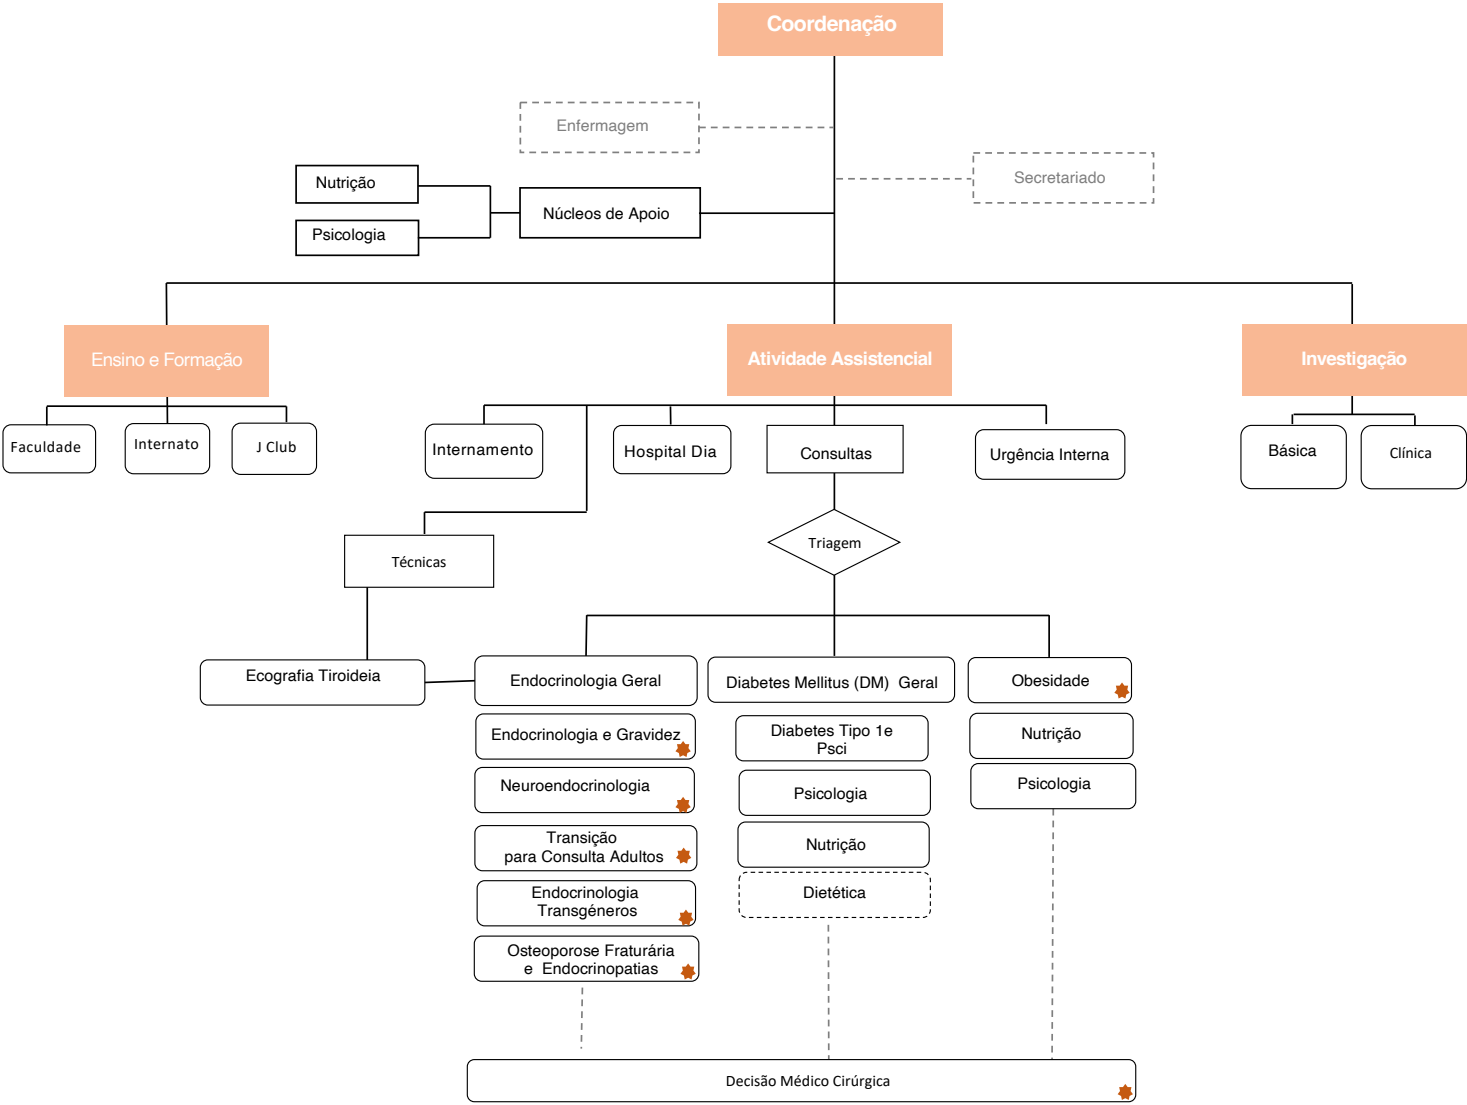 Coordenação
Enfermagem
Secretariado
Nutrição
Núcleos de Apoio
Psicologia
Ensino e Formação
Atividade Assistencial
Investigação
Faculdade
Internato
J Club
Internamento
Hospital Dia
Consultas
Urgência Interna
Básica
Clínica
Triagem
Técnicas
Ecografia Tiroideia
Endocrinologia Geral
Diabetes Mellitus (DM)  Geral
Obesidade
Endocrinologia e Gravidez
Diabetes Tipo 1e
Psci
Nutrição
Neuroendocrinologia
Psicologia
Psicologia
Transição
para Consulta Adultos
Nutrição
Endocrinologia
Transgéneros
Dietética
Osteoporose Fraturária
e  Endocrinopatias
Decisão Médico Cirúrgica